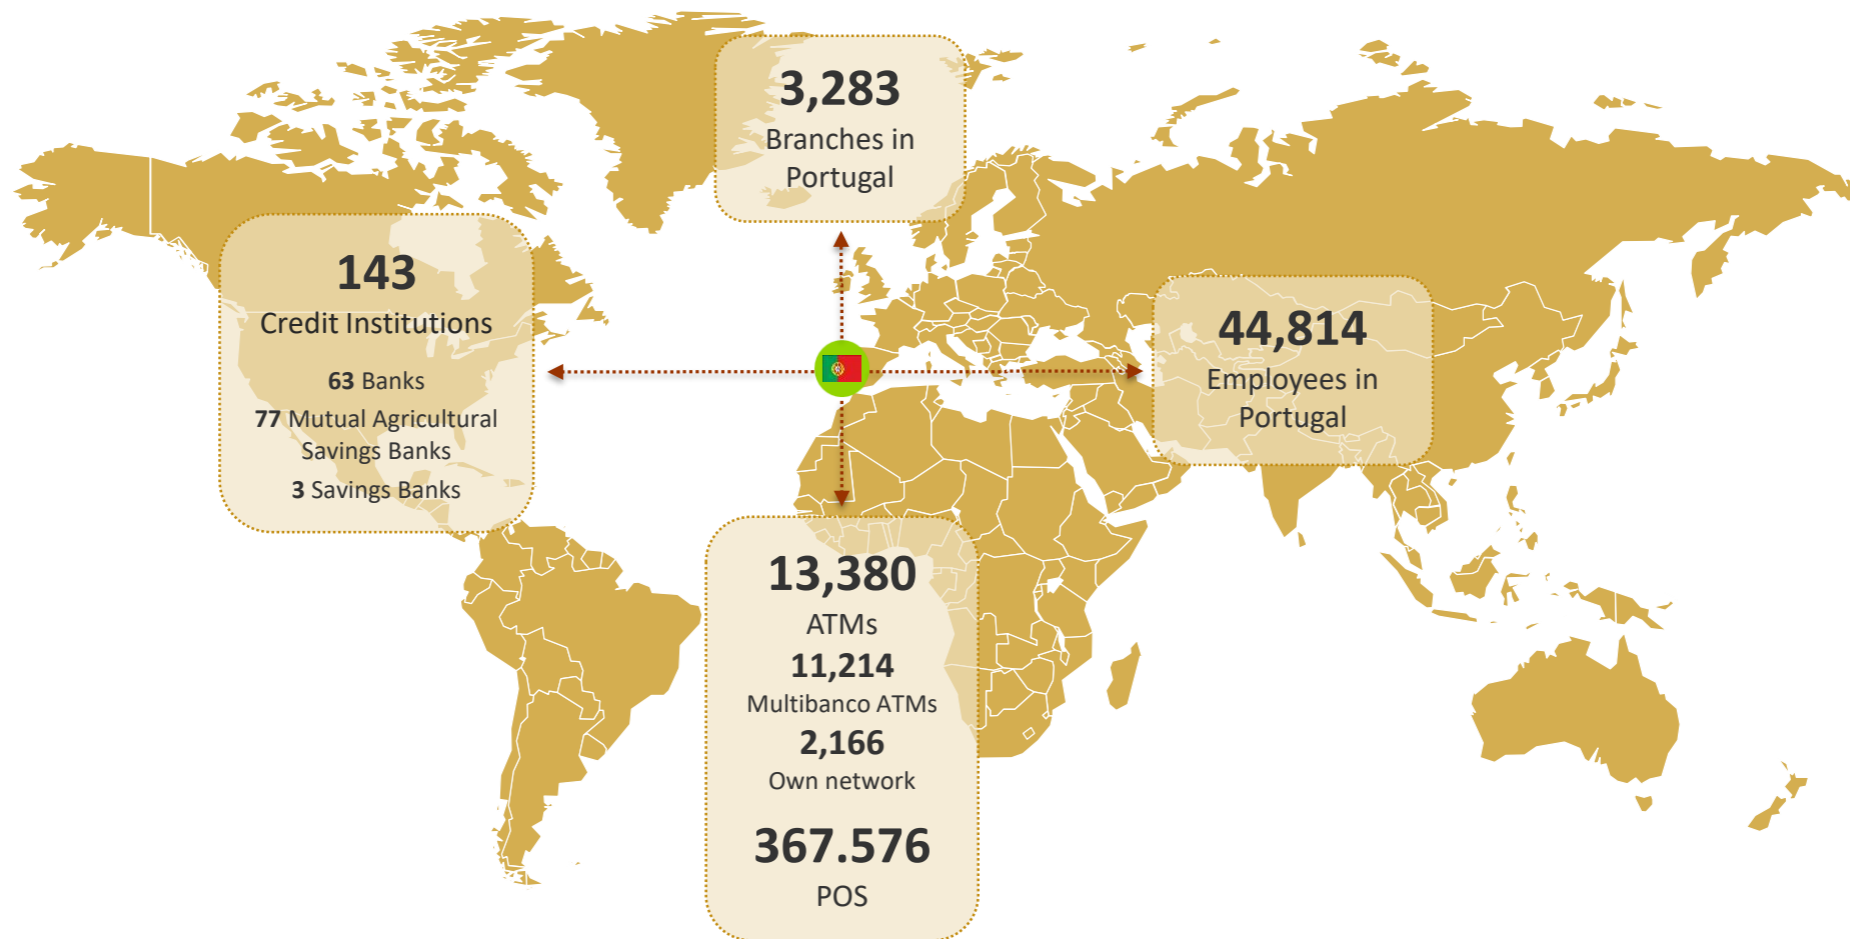 3,283
Branches in
Portugal
143
Credit Institutions
63 Banks
77 Mutual Agricultural
Savings Banks
3 Savings Banks
44,814
Employees in
Portugal
13,380
ATMs
11,214
Multibanco ATMs
2,166
Own network
367.576
POS